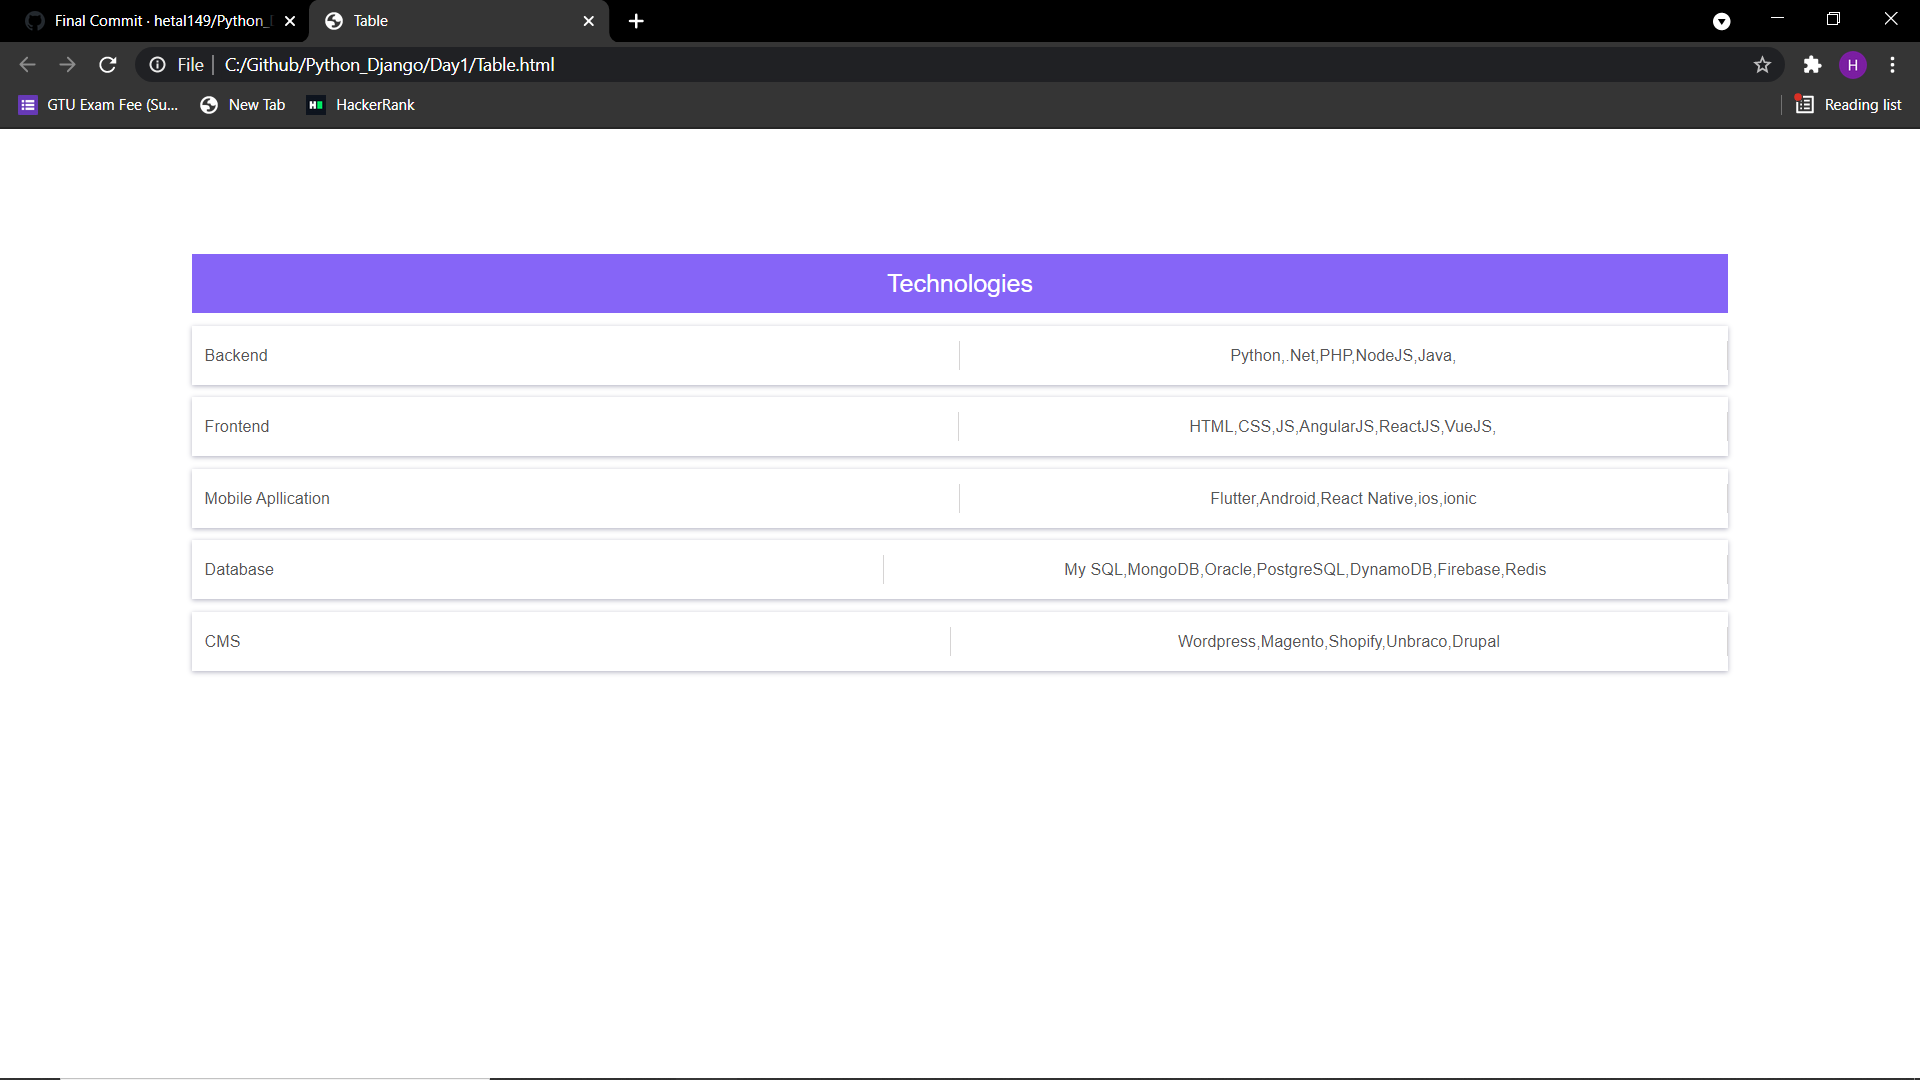 Final Commit · hetal149/Python_
Table
File
C:/Github/Python_Django/Day1/Table.html
H
GTU Exam Fee (Su...
New Tab
HackerRank
Reading list
Technologies
Backend
Python,.Net,PHP,NodeJS,Java,
Frontend
HTML,CSS,JS,AngularJS,ReactJS,VueJS,
Mobile Apllication
Flutter,Android,React Native,ios,ionic
Database
My SQL,MongoDB,Oracle,PostgreSQL,DynamoDB,Firebase,Redis
CMS
Wordpress,Magento,Shopify,Unbraco,Drupal